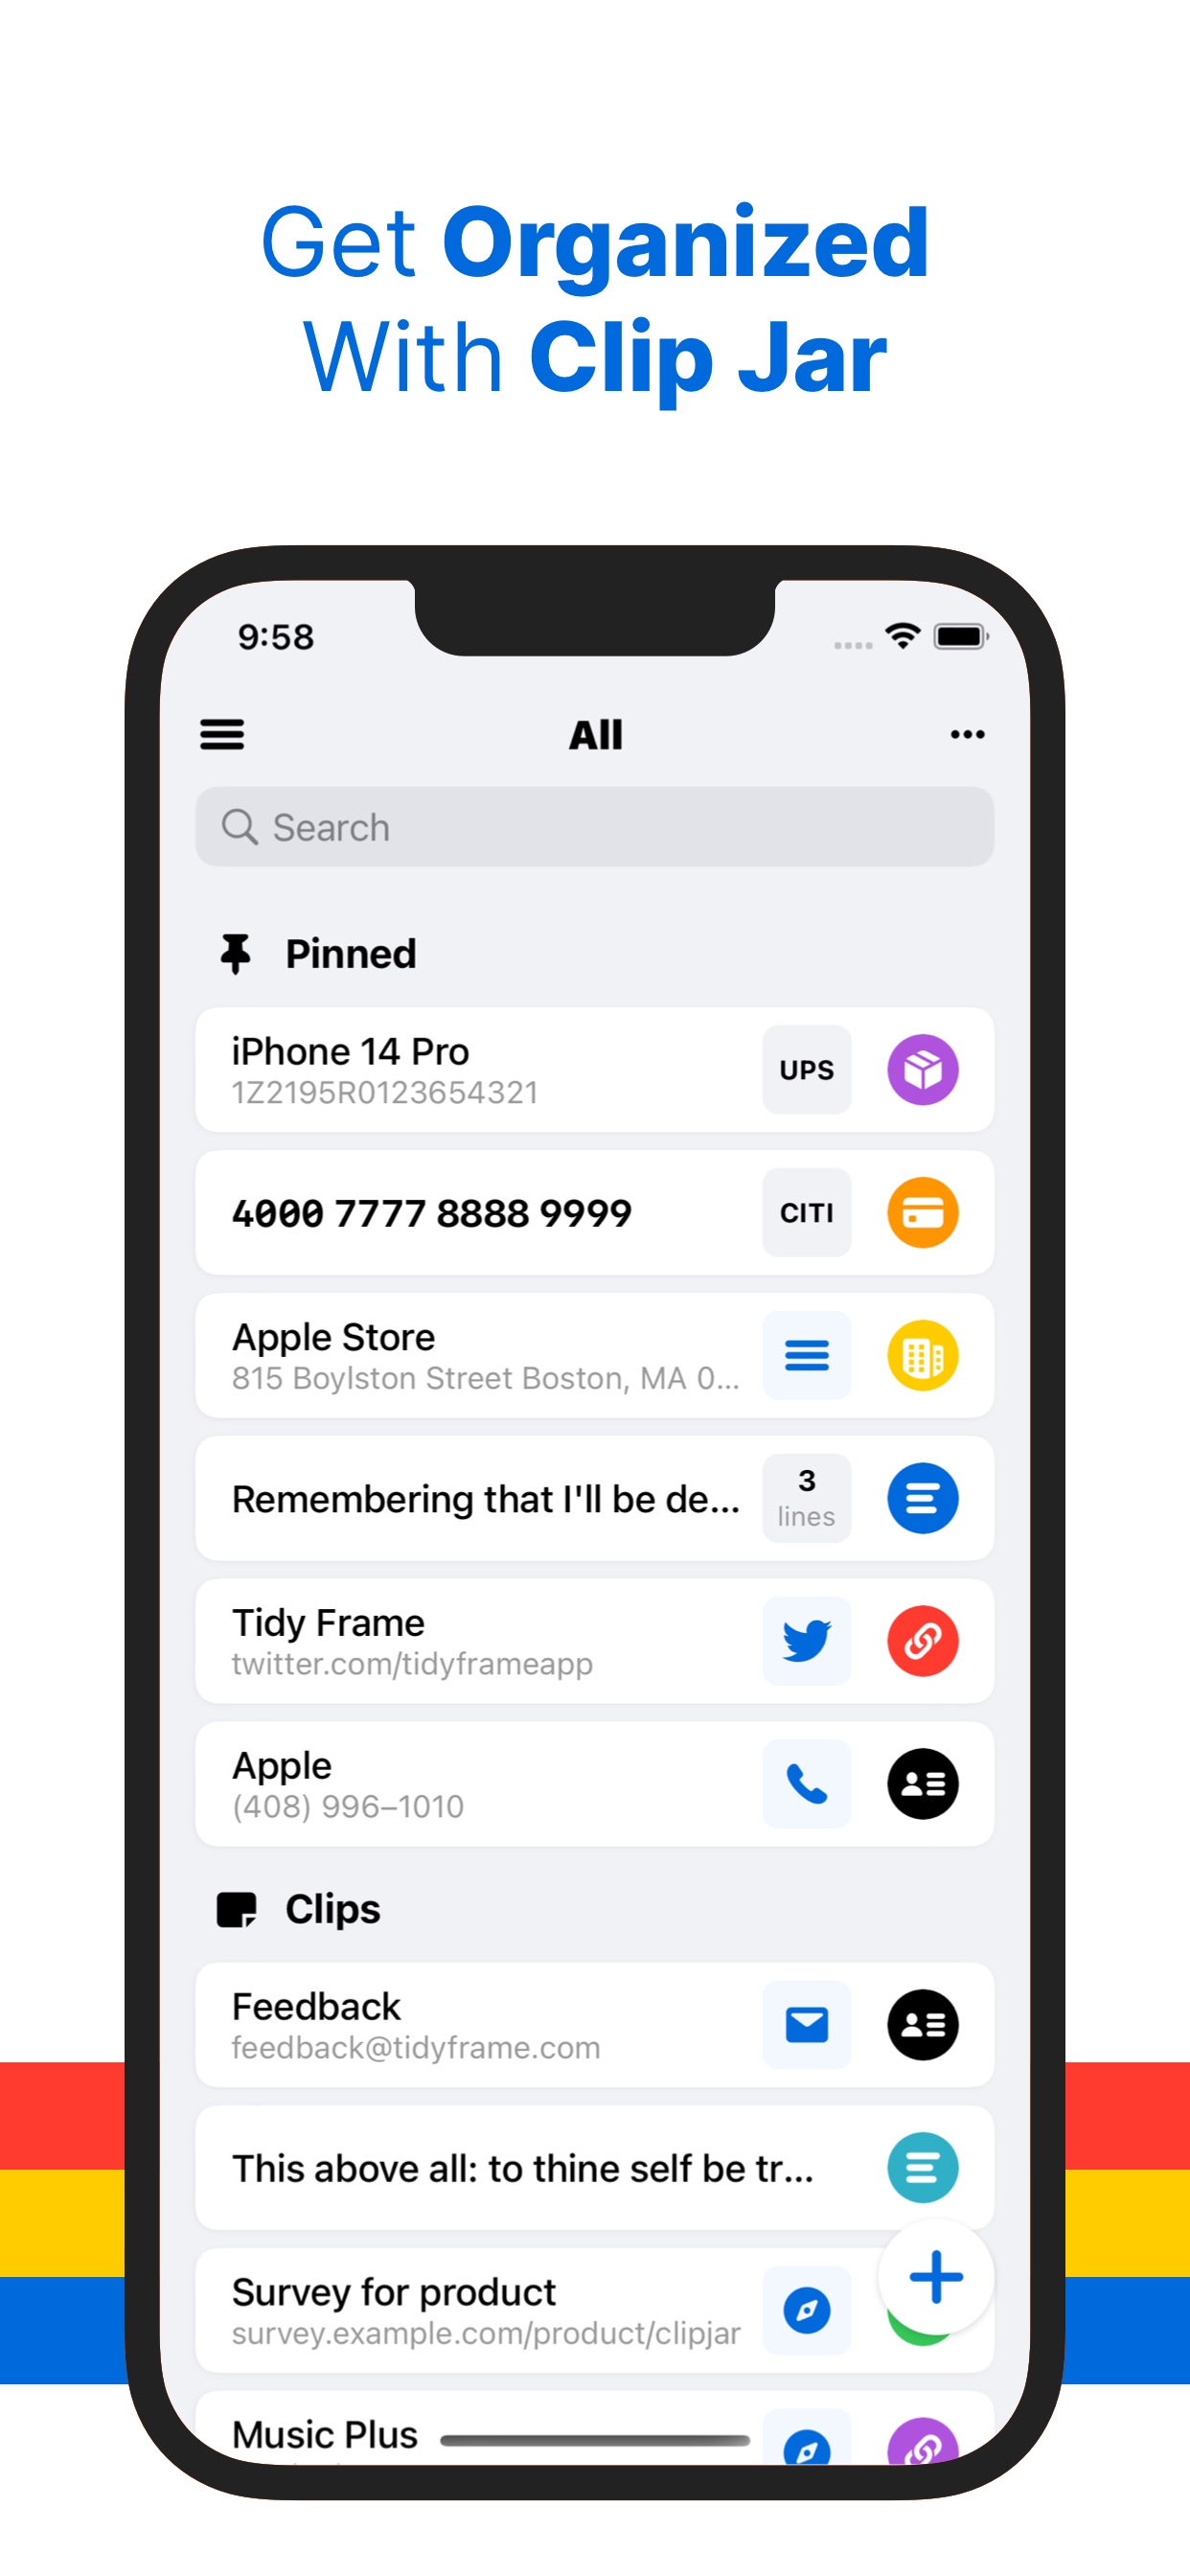 Get Organized
With Clip Jar
9:58
All
Search
Pinned
iPhone 14 Pro
1Z2195R0123654321
UPS
4000 7777 8888 9999
CITI
Apple Store
815 Boylston Street Boston, MA 0...
Remembering that I'll be de...
3
lines
Tidy Frame
twitter.com/tidyframeapp
Apple
(408) 996–1010
Clips
Feedback
feedback@tidyframe.com
This above all: to thine self be tr...
Survey for product
survey.example.com/product/clipjar
Music Plus